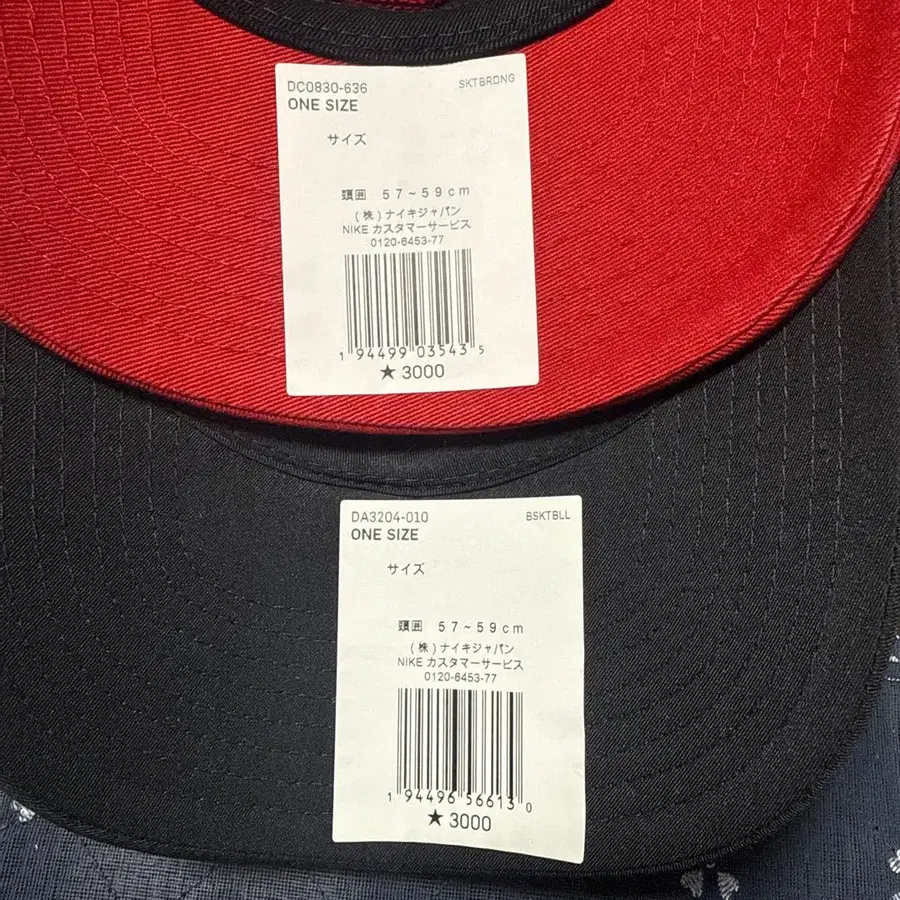 DC0830-636 SKTBRDNG
ONE SIZE
サイズ
頭囲 57~59cm
(株)ナイキジャパン
NIKE カスタマーサービス
0120-6453-77
1 94499 03543 5
★ 3000
DA3204-010 BSKTBLL
ONE SIZE
サイズ
頭囲 57~59cm
(株)ナイキジャパン
NIKE カスタマーサービス
0120-6453-77
1 94496 56613 0
★ 3000